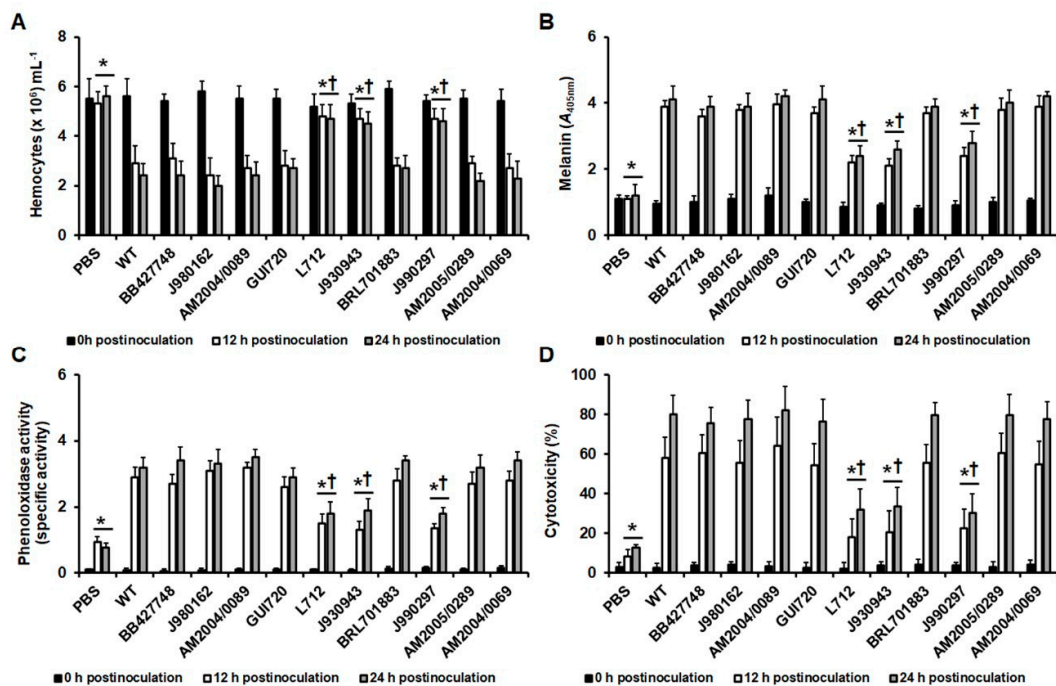 A
Hemocytes (x 10⁶) mL⁻¹
8
6
4
2
0
*
*†
*†
*†
PBS
WT
BB427748
J980162
AM2004/0089
GUI720
L712
J930943
BRL701883
J990297
AM2005/0289
AM2004/0069
0h postinoculation 12 h postinoculation 24 h postinoculation
B
Melanin (A405nm)
6
4
2
0
*
*†
*†
*†
PBS
WT
BB427748
J980162
AM2004/0089
GUI720
L712
J930943
BRL701883
J990297
AM2005/0289
AM2004/0069
0 h postinoculation 12 h postinoculation 24 h postinoculation
C
Phenoloxidase activity
(specific activity)
6
4
2
0
*
*†
*†
*†
PBS
WT
BB427748
J980162
AM2004/0089
GUI720
L712
J930943
BRL701883
J990297
AM2005/0289
AM2004/0069
0 h postinoculation 12 h postinoculation 24 h postinoculation
D
Cytotoxicity (%)
100
80
60
40
20
0
*
*†
*†
*†
PBS
WT
BB427748
J980162
AM2004/0089
GUI720
L712
J930943
BRL701883
J990297
AM2005/0289
AM2004/0069
0 h postinoculation 12 h postinoculation 24 h postinoculation